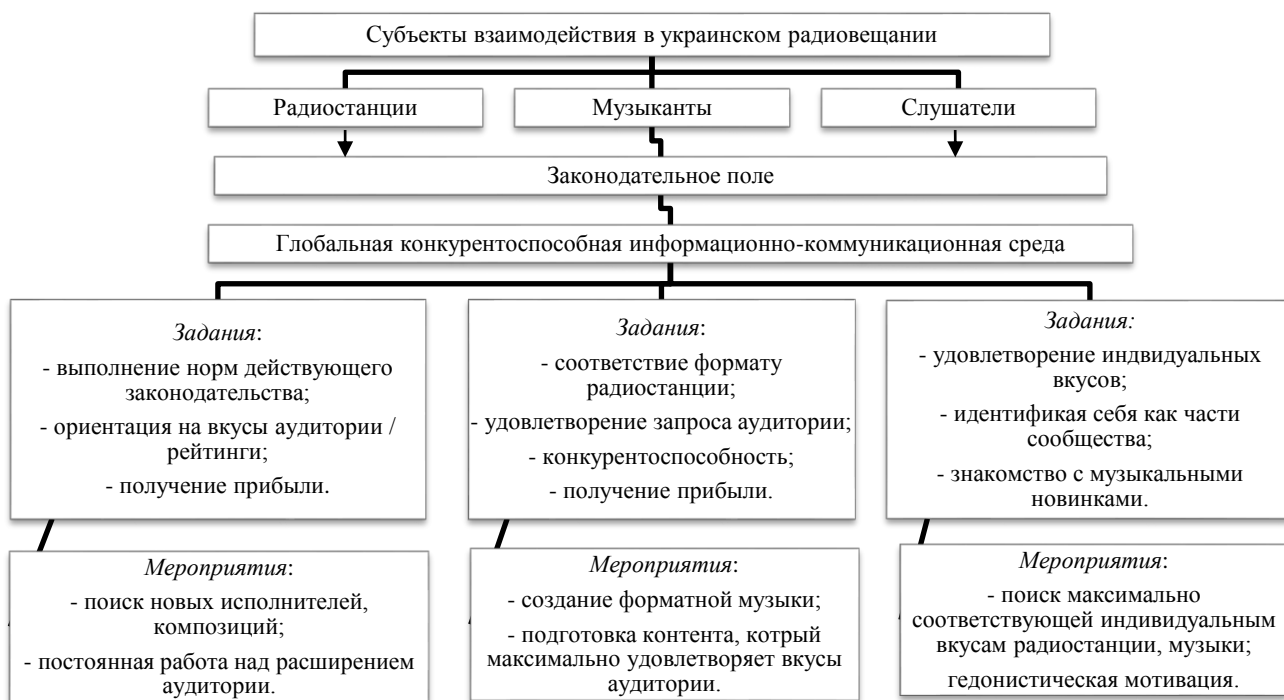 Субъекты взаимодействия в украинском радиовещании
Радиостанции
Музыканты
Слушатели
Законодательное поле
Глобальная конкурентоспособная информационно-коммуникационная среда
Задания:
- выполнение норм действующего
законодательства;
- ориентация на вкусы аудитории /
рейтинги;
- получение прибыли.
Задания:
- соответствие формату
радиостанции;
- удовлетворение запроса аудитории;
- конкурентоспособность;
- получение прибыли.
Задания:
- удовлетворение индвидуальных
вкусов;
- идентификая себя как части
сообщества;
- знакомство с музыкальными
новинками.
Мероприятия:
- поиск новых исполнителей,
композиций;
- постоянная работа над расширением
аудитории.
Мероприятия:
- создание форматной музыки;
- подготовка контента, котрый
максимально удовлетворяет вкусы
аудитории.
Мероприятия:
- поиск максимально
соответствующей индивидуальным
вкусам радиостанции, музыки;
гедонистическая мотивация.